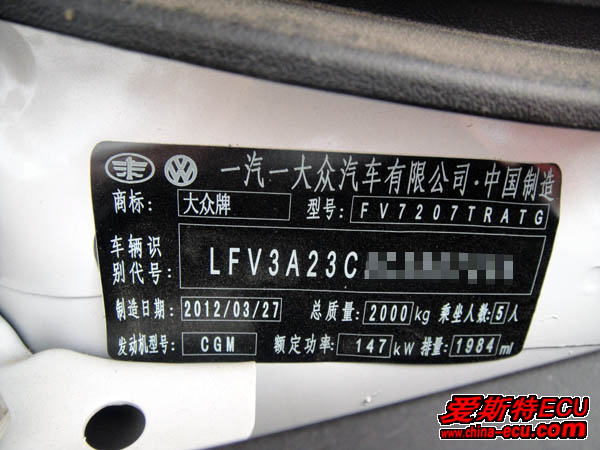 一汽一大众汽车有限公司·中国制造
商标: 大众牌 型号: FV7207TRATG
车辆识别代号: LFV3A23C
制造日期: 2012/03/27 总质量: 2000kg 乘坐人数: 5人
发动机型号: CGM 额定功率: 147kW 排量: 1984ml
爱斯特ECU
www.china-ecu.com